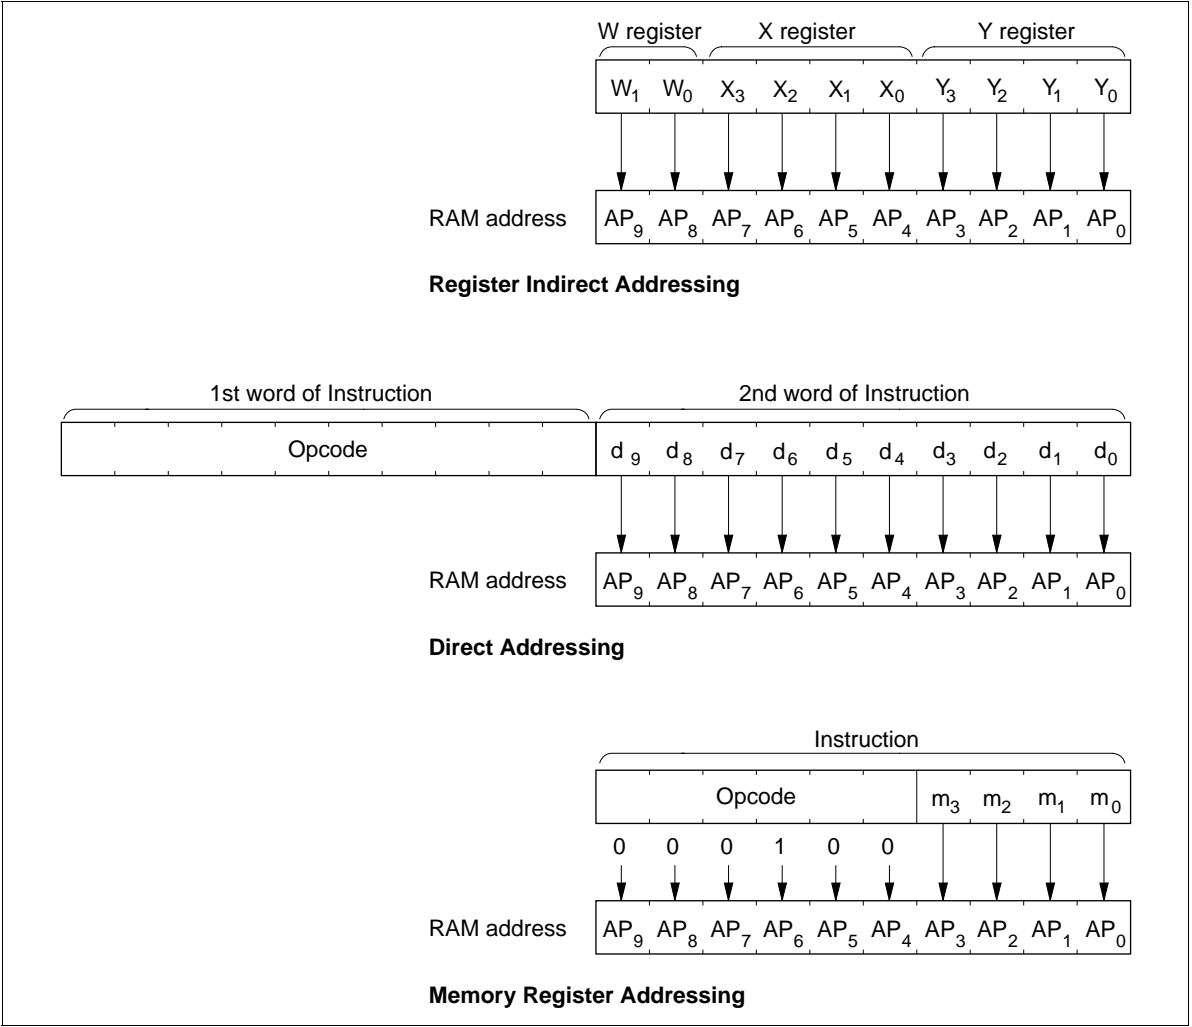 W register X register Y register
W1 W0 X3 X2 X1 X0 Y3 Y2 Y1 Y0
RAM address AP9 AP8 AP7 AP6 AP5 AP4 AP3 AP2 AP1 AP0
Register Indirect Addressing
1st word of Instruction 2nd word of Instruction
Opcode d9 d8 d7 d6 d5 d4 d3 d2 d1 d0
RAM address AP9 AP8 AP7 AP6 AP5 AP4 AP3 AP2 AP1 AP0
Direct Addressing
Instruction
Opcode m3 m2 m1 m0
0 0 0 1 0 0
RAM address AP9 AP8 AP7 AP6 AP5 AP4 AP3 AP2 AP1 AP0
Memory Register Addressing